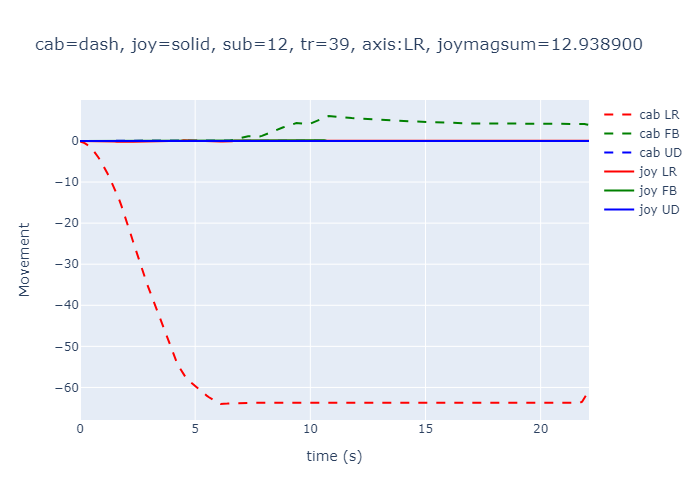 cab=dash, joy=solid, sub=12, tr=39, axis:LR, joymagsum=12.938900
cab LR
cab FB
cab UD
joy LR
joy FB
joy UD
Movement
0
−10
−20
−30
−40
−50
−60
0 5 10 15 20
time (s)